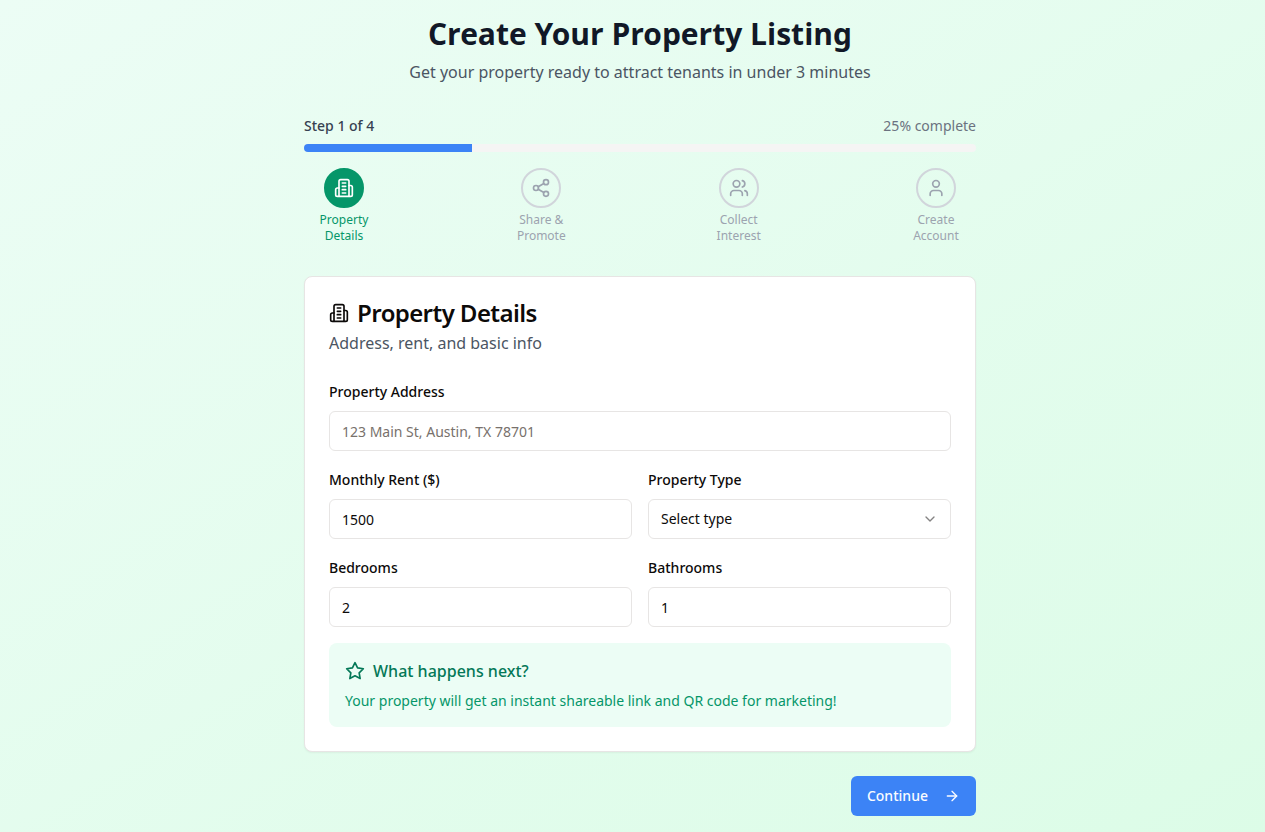 Create Your Property Listing
Get your property ready to attract tenants in under 3 minutes
Step 1 of 4
25% complete
Property
Details
Share &
Promote
Collect
Interest
Create
Account
Property Details
Address, rent, and basic info
Property Address
123 Main St, Austin, TX 78701
Monthly Rent ($)
Property Type
1500
Select type
Bedrooms
Bathrooms
2
1
What happens next?
Your property will get an instant shareable link and QR code for marketing!
Continue